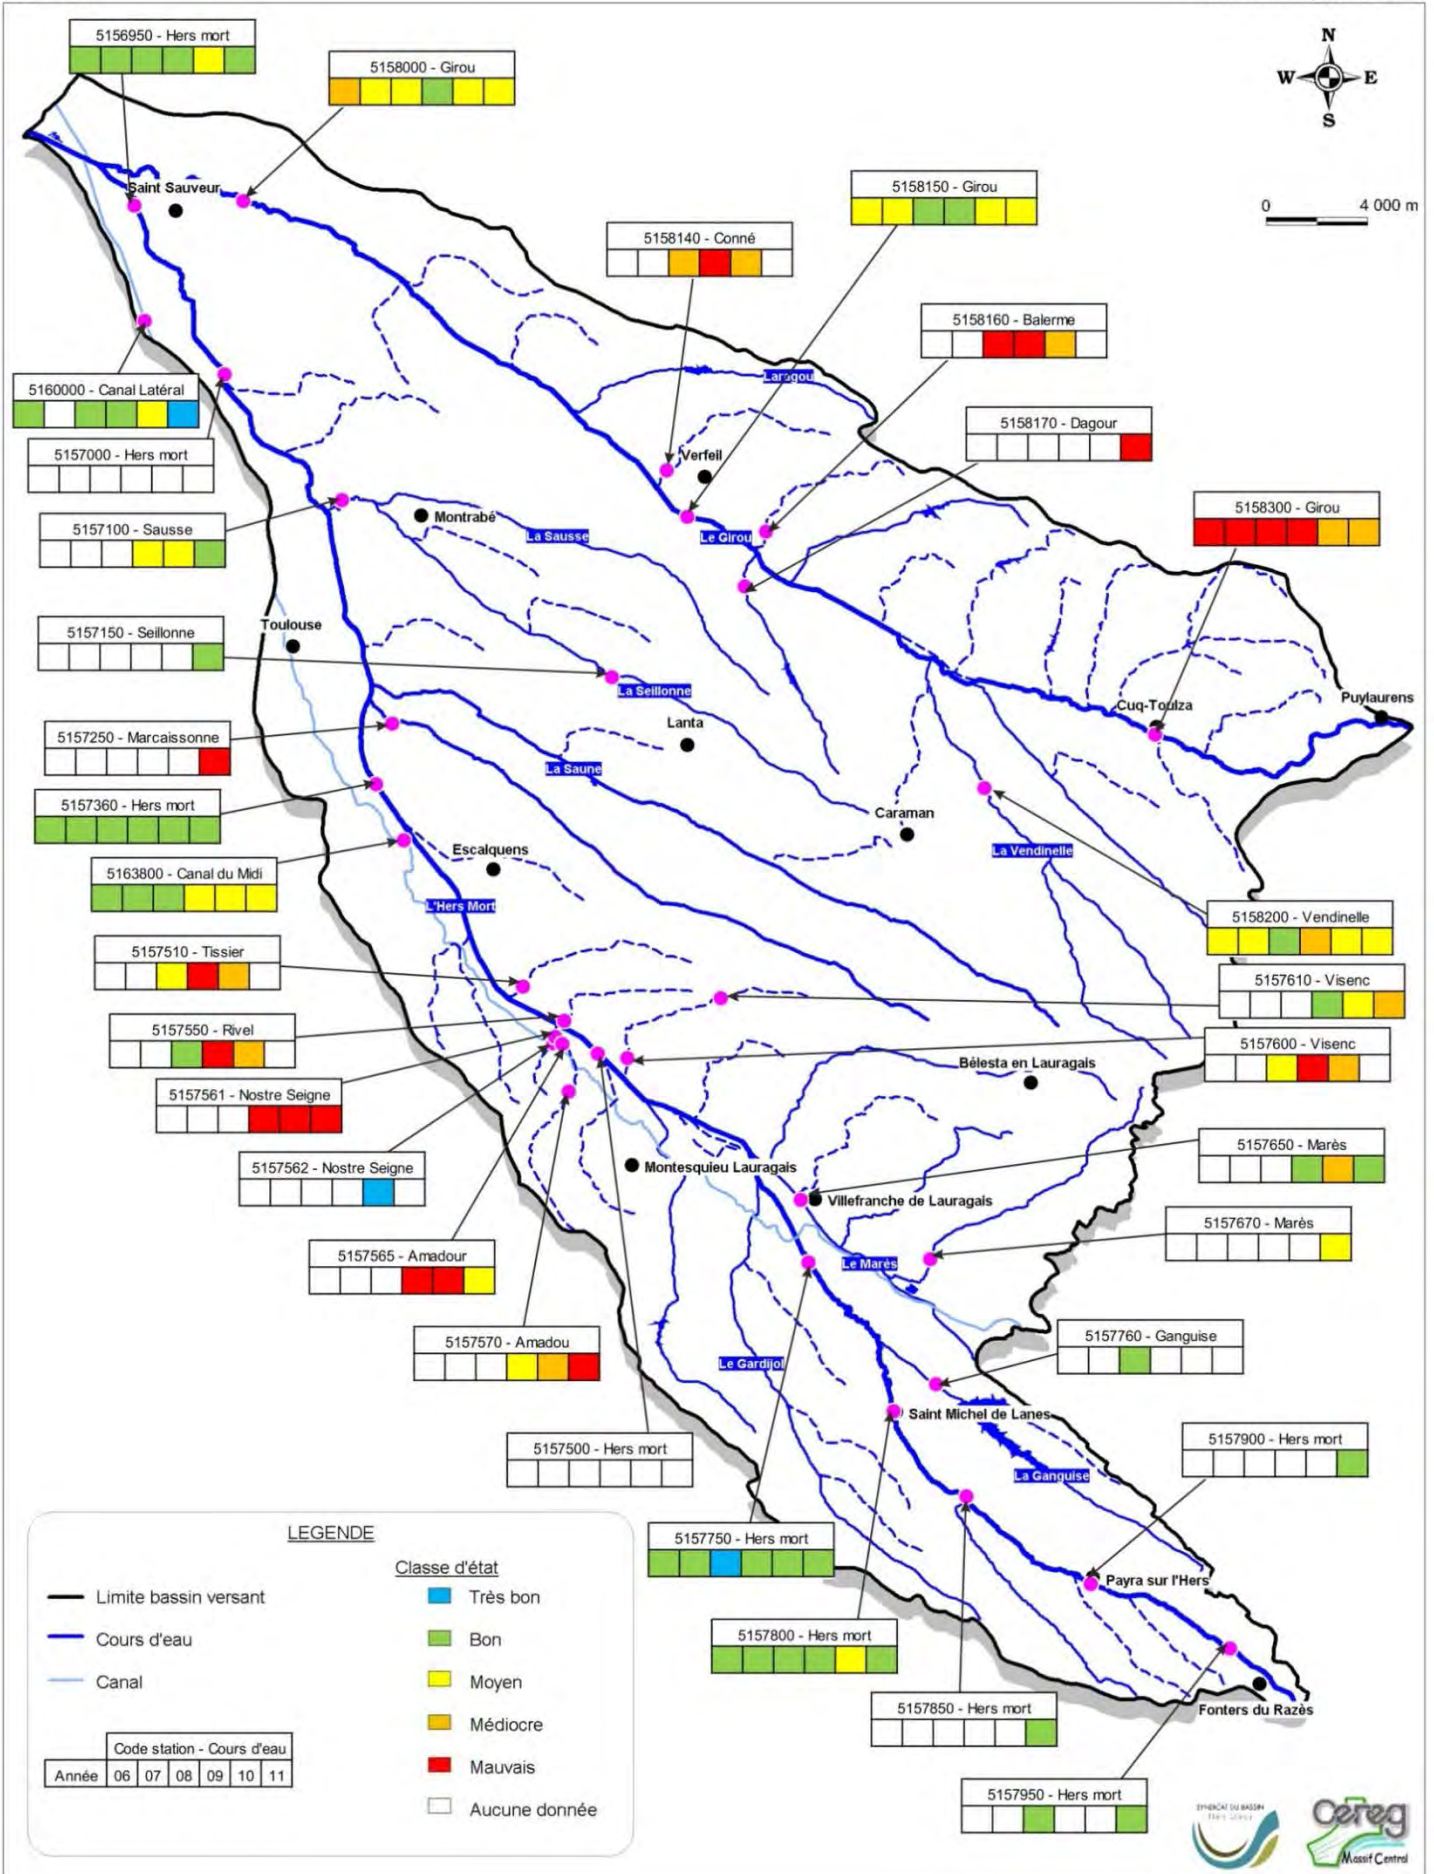 5156950 - Hers mort
5158000 - Girou
N
W E
S
5158150 - Girou
Saint Sauveur
0 4 000 m
5158140 - Conné
5158160 - Balerme
5160000 - Canal Latéral
Laragou
5158170 - Dagour
5157000 - Hers mort
Verfeil
5158300 - Girou
5157100 - Sausse
Montrabé
La Sausse
Le Girou
5157150 - Seillonne
Toulouse
La Seillonne
Puylaurens
Cuq-Toulza
Lanta
5157250 - Marcaissonne
La Saune
5157360 - Hers mort
Caraman
Escalquens
La Vendinelle
5163800 - Canal du Midi
L'Hers Mort
5158200 - Vendinelle
5157510 - Tissier
5157610 - Visenc
5157550 - Rivel
5157600 - Visenc
Bélesta en Lauragais
5157561 - Nostre Seigne
5157650 - Marès
5157562 - Nostre Seigne
Montesquieu Lauragais
Villefranche de Lauragais
5157670 - Marès
5157565 - Amadour
Le Marès
5157570 - Amadou
5157760 - Ganguise
Le Gardijol
Saint Michel de Lanes
5157500 - Hers mort
5157900 - Hers mort
La Ganguise
5157750 - Hers mort
Payra sur l'Hers
5157800 - Hers mort
5157850 - Hers mort
Fonters du Razès
5157950 - Hers mort
LEGENDE
Limite bassin versant
Cours d'eau
Canal
Code station - Cours d'eau
Année 06 07 08 09 10 11
Classe d'état
Très bon
Bon
Moyen
Médiocre
Mauvais
Aucune donnée
SYNDICAT DU BASSIN
Cereg
Massif Central